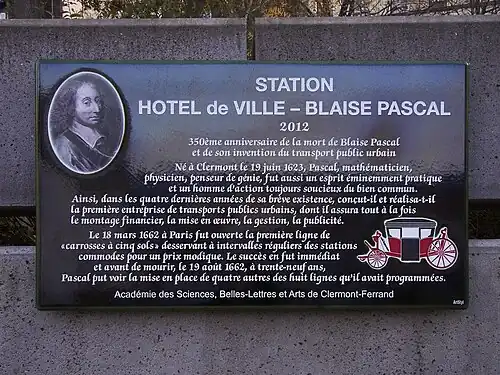 STATION
HOTEL de VILLE – BLAISE PASCAL
2012
350ème anniversaire de la mort de Blaise Pascal
et de son invention du transport public urbain
Né à Clermont le 19 juin 1623, Pascal, mathématicien,
physicien, penseur de génie, fut aussi un esprit éminemment pratique
et un homme d'action toujours soucieux du bien commun.
Ainsi, dans les quatre dernières années de sa brève existence, conçut-il et réalisa-t-il
la première entreprise de transports publics urbains, dont il assura tout à la fois
le montage financier, la mise en œuvre, la gestion, la publicité.
Le 18 mars 1662 à Paris fut ouverte la première ligne de
«carrosses à cinq sols» desservant à intervalles réguliers des stations
commodes pour un prix modique. Le succès en fut immédiat
et avant de mourir, le 19 août 1662, à trente-neuf ans,
Pascal put voir la mise en place de quatre autres des huit lignes qu'il avait programmées.
Académie des Sciences, Belles-Lettres et Arts de Clermont-Ferrand